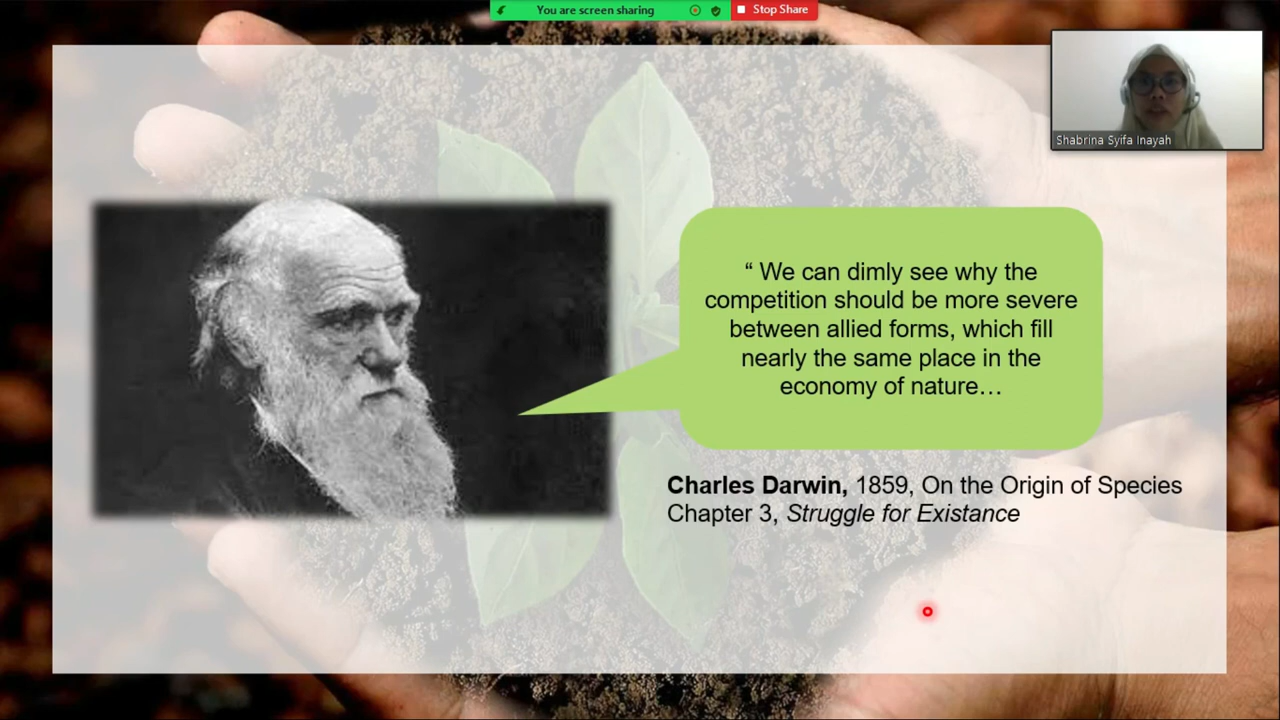 You are screen sharing
Stop Share
Shabrina Syifa Inayah
“ We can dimly see why the
competition should be more severe
between allied forms, which fill
nearly the same place in the
economy of nature…
Charles Darwin, 1859, On the Origin of Species
Chapter 3, Struggle for Existance